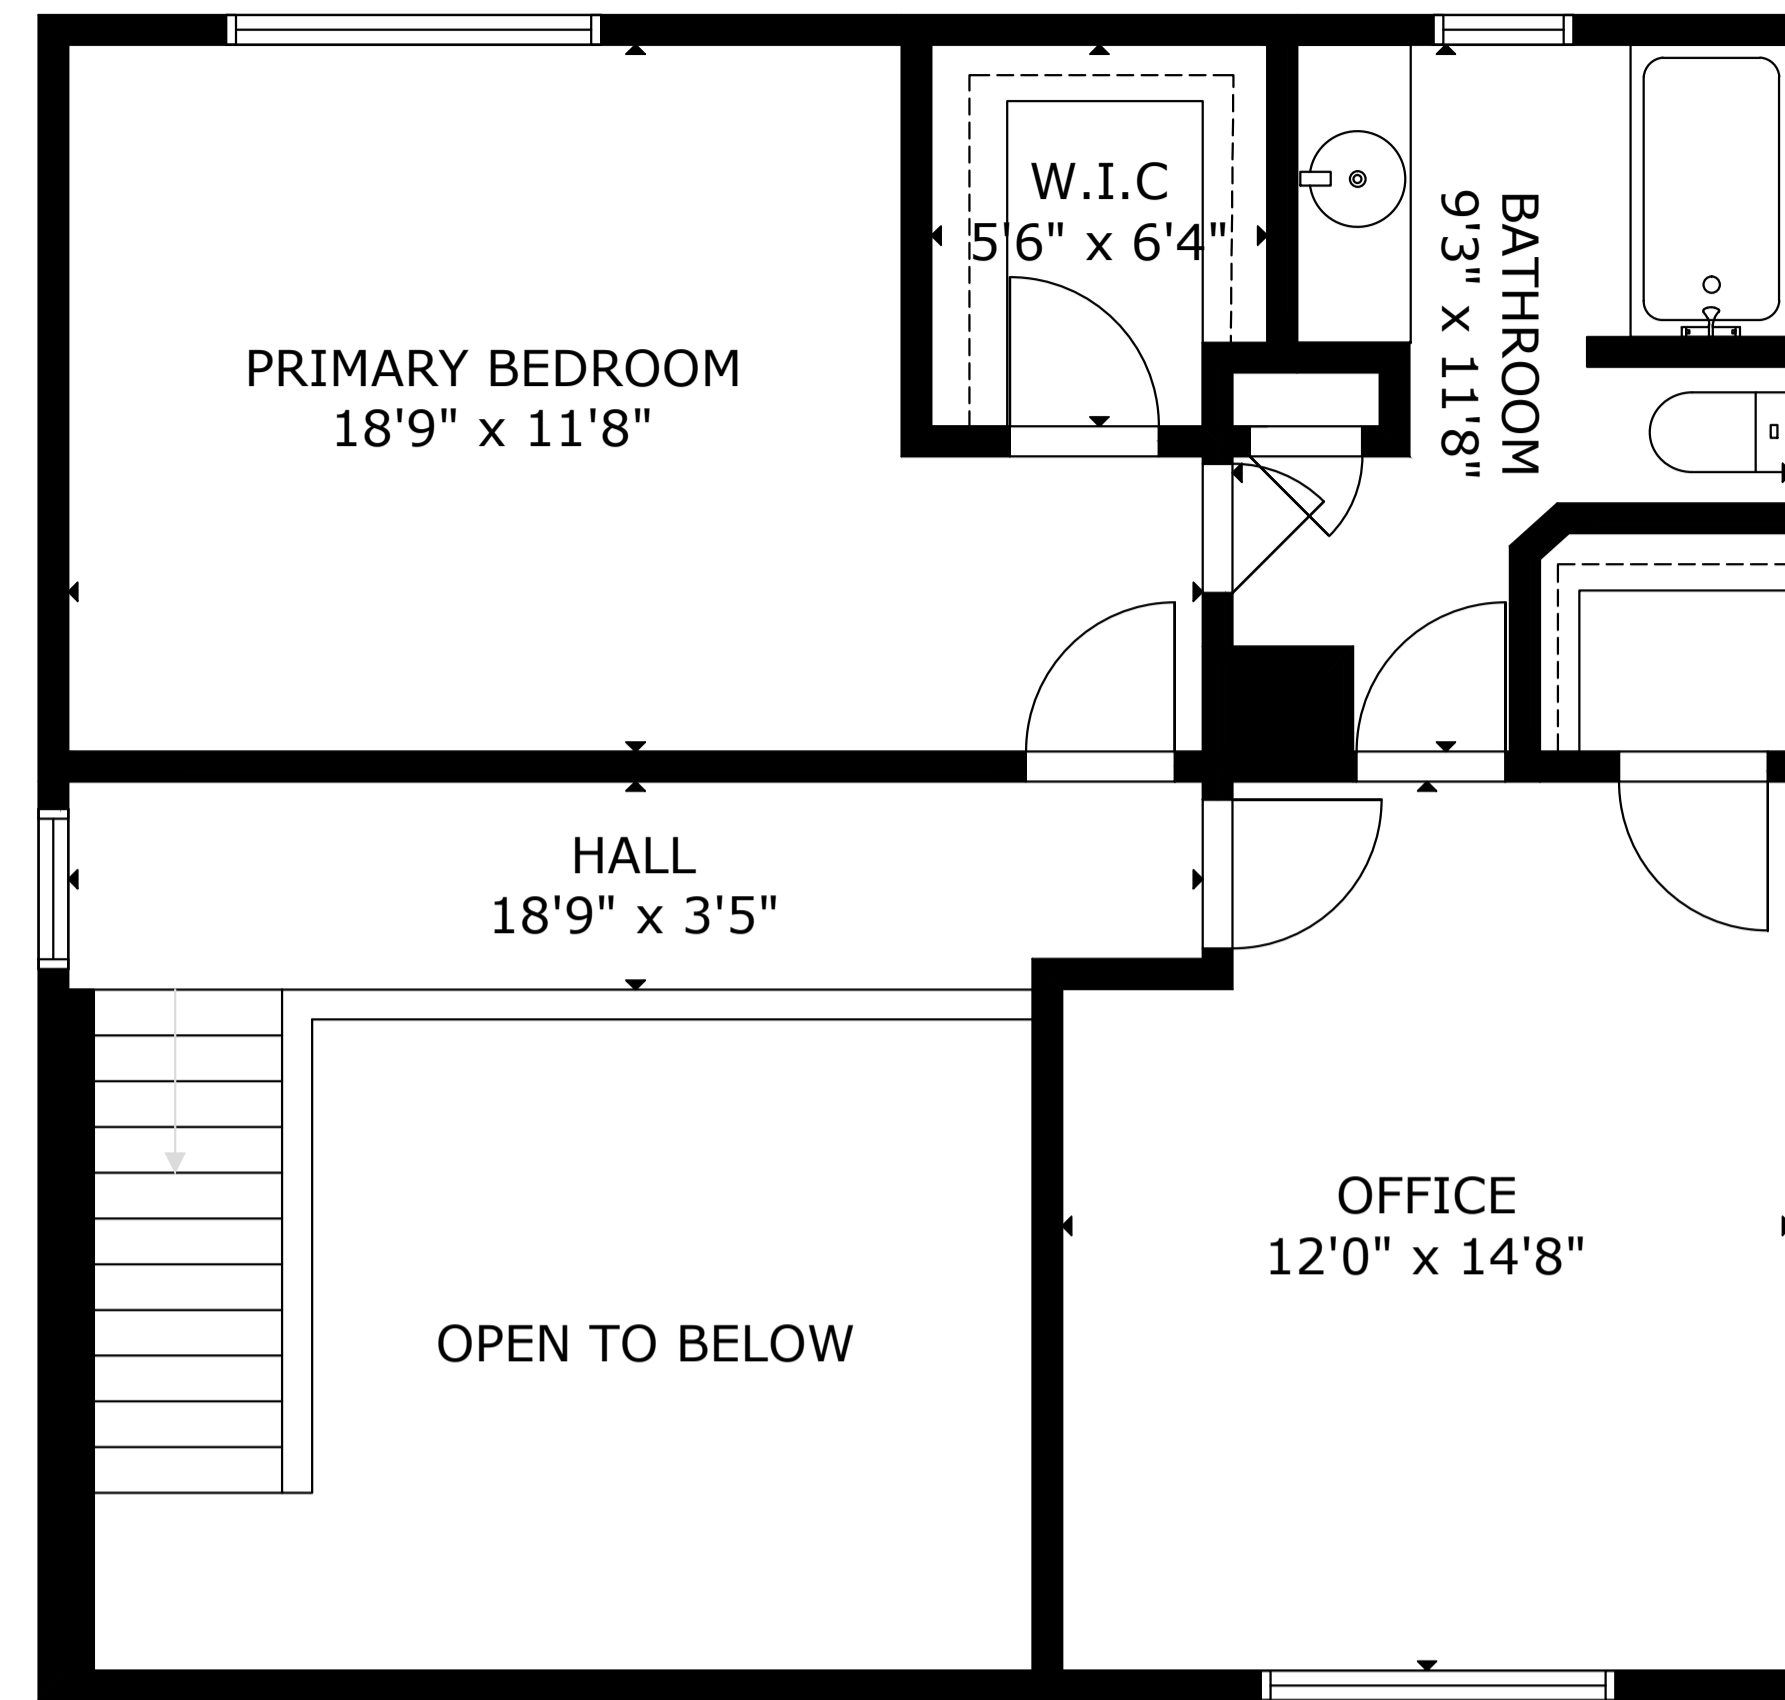 W.I.C
5'6" x 6'4"
BATHROOM
9'3" x 11'8"
PRIMARY BEDROOM
18'9" x 11'8"
HALL
18'9" x 3'5"
OFFICE
12'0" x 14'8"
OPEN TO BELOW